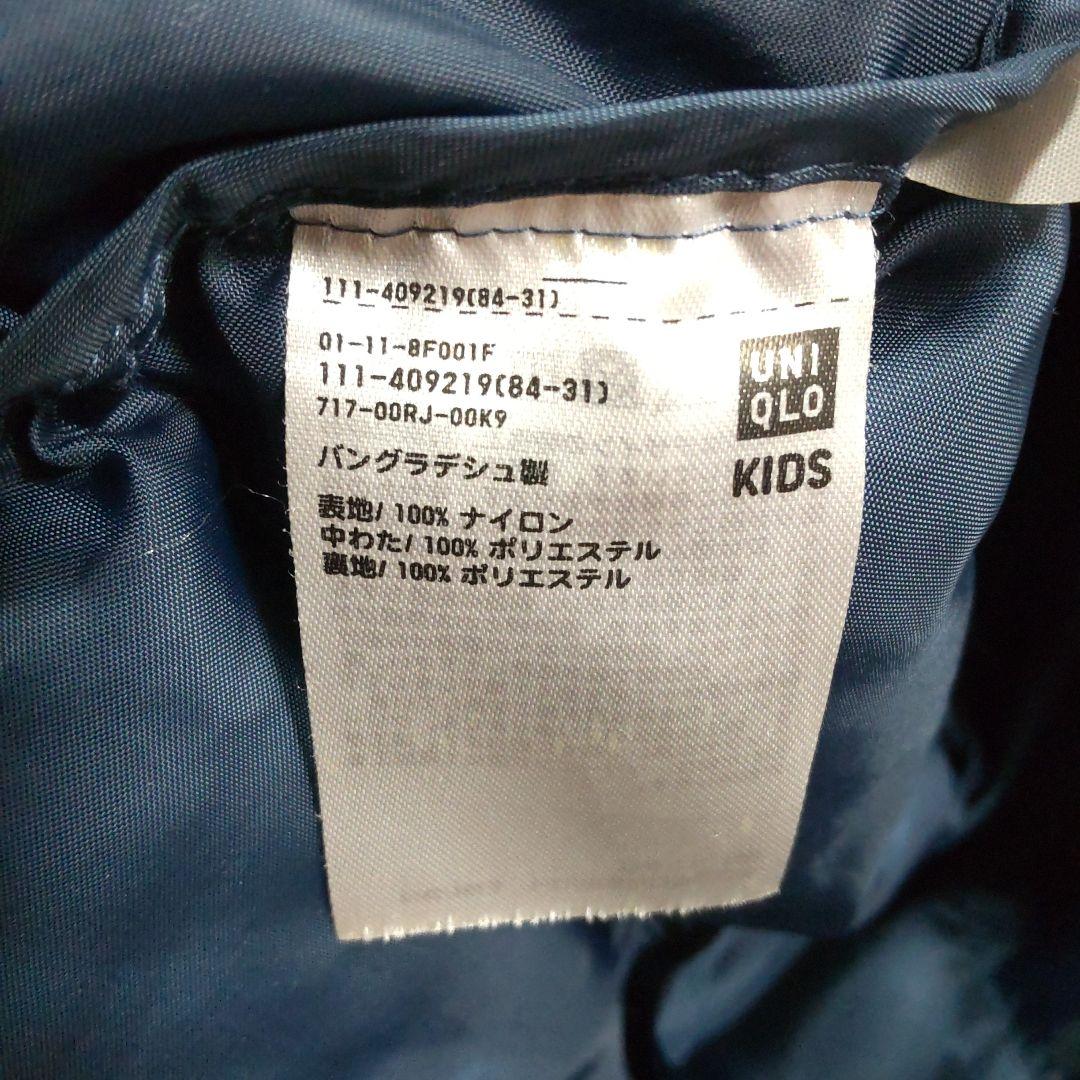 111-409219(84-31)
01-11-8F001F
111-409219(84-31)
717-00RJ-00K9
バングラデシュ製
表地/ 100% ナイロン
中わた/ 100% ポリエステル
裏地/ 100% ポリエステル
UNI
QLO
KIDS